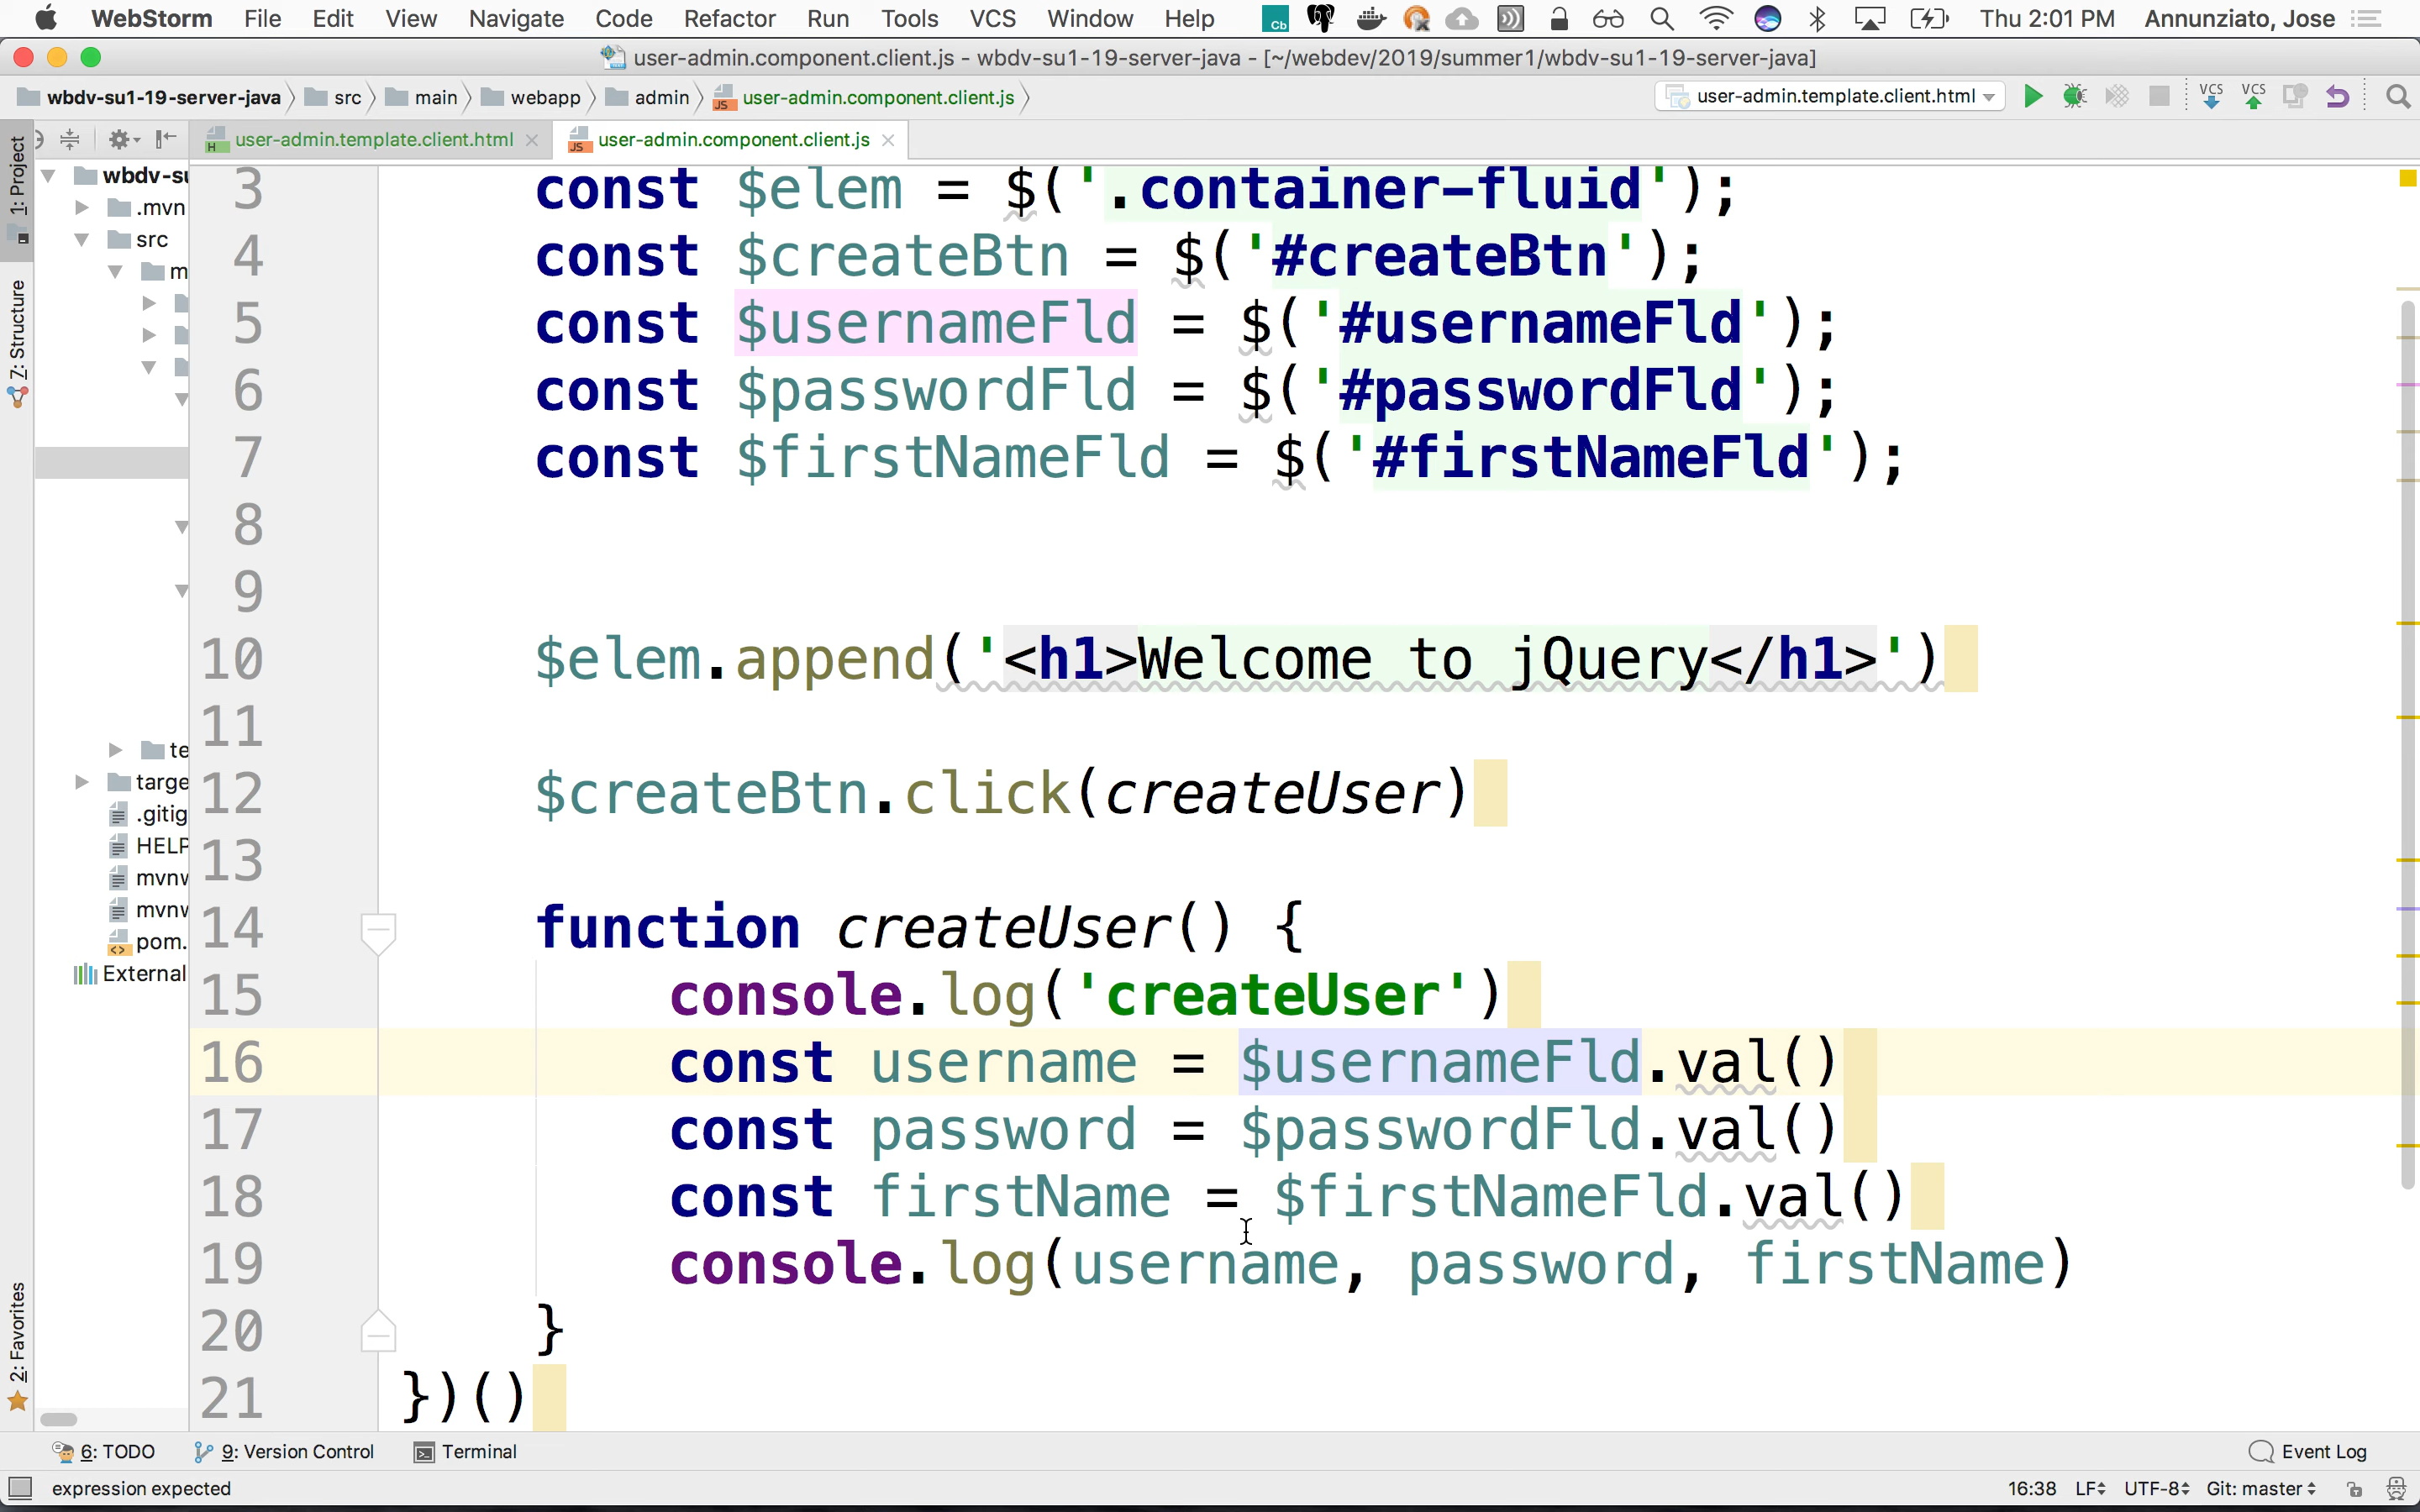 WebStorm File Edit View Navigate Code Refactor Run Tools VCS Window Help Cb Thu 2:01 PM Annunziato, Jose
user-admin.component.client.js - wbdv-su1-19-server-java - [~/webdev/2019/summer1/wbdv-su1-19-server-java]
wbdv-su1-19-server-java src main webapp admin JS user-admin.component.client.js user-admin.template.client.html VCS VCS
H user-admin.template.client.html JS user-admin.component.client.js
1: Project
7: Structure
2: Favorites
wbdv-su
.mvn
src
m
te
targe
.gitig
HELP
mvnv
mvnv
pom.
External
3 const $elem = $('.container-fluid');
4 const $createBtn = $('#createBtn');
5 const $usernameFld = $('#usernameFld');
6 const $passwordFld = $('#passwordFld');
7 const $firstNameFld = $('#firstNameFld');
8
9
10 $elem.append('<h1>Welcome to jQuery</h1>')
11
12 $createBtn.click(createUser)
13
14 function createUser() {
15 console.log('createUser')
16 const username = $usernameFld.val()
17 const password = $passwordFld.val()
18 const firstName = $firstNameFld.val()
19 console.log(username, password, firstName)
20 }
21 })()
6: TODO 9: Version Control Terminal Event Log
expression expected 16:38 LF UTF-8 Git: master